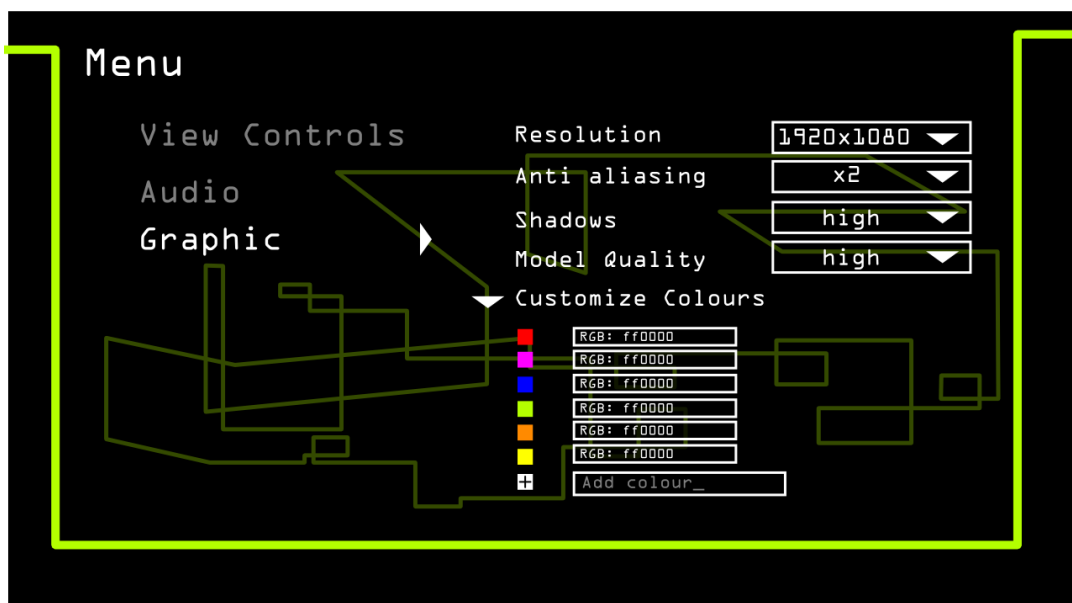 Menu
View Controls
Audio
Graphic
Resolution 1920x1080
Anti aliasing x2
Shadows high
Model Quality high
Customize Colours
RGB: ff0000
RGB: ff0000
RGB: ff0000
RGB: ff0000
RGB: ff0000
RGB: ff0000
Add colour_